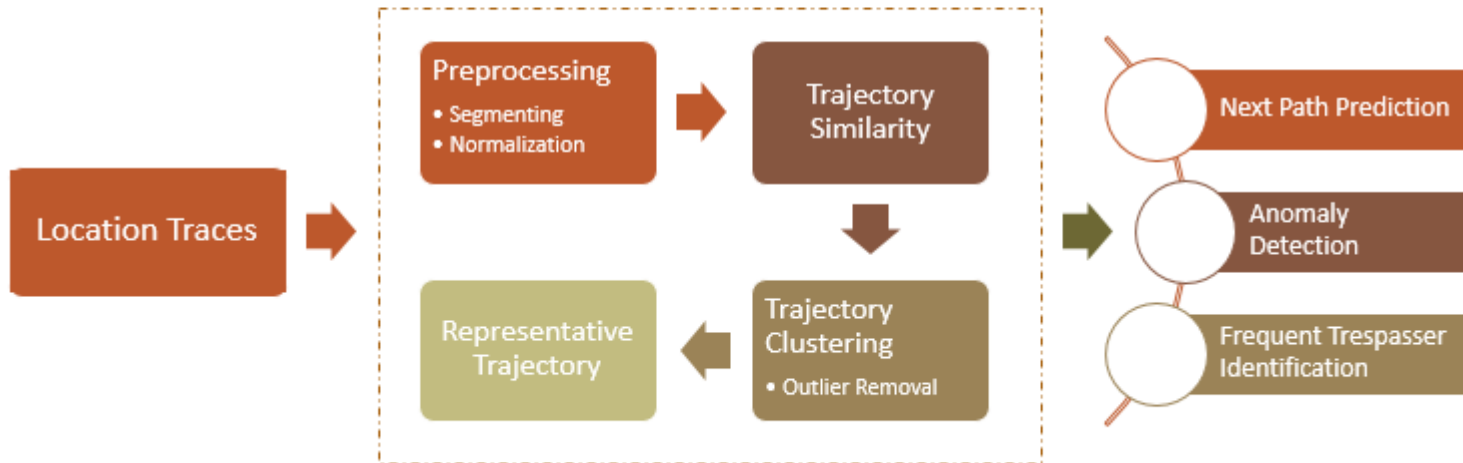 Location Traces
Preprocessing
• Segmenting
• Normalization
Trajectory
Similarity
Trajectory
Clustering
• Outlier Removal
Representative
Trajectory
Next Path Prediction
Anomaly
Detection
Frequent Trespasser
Identification